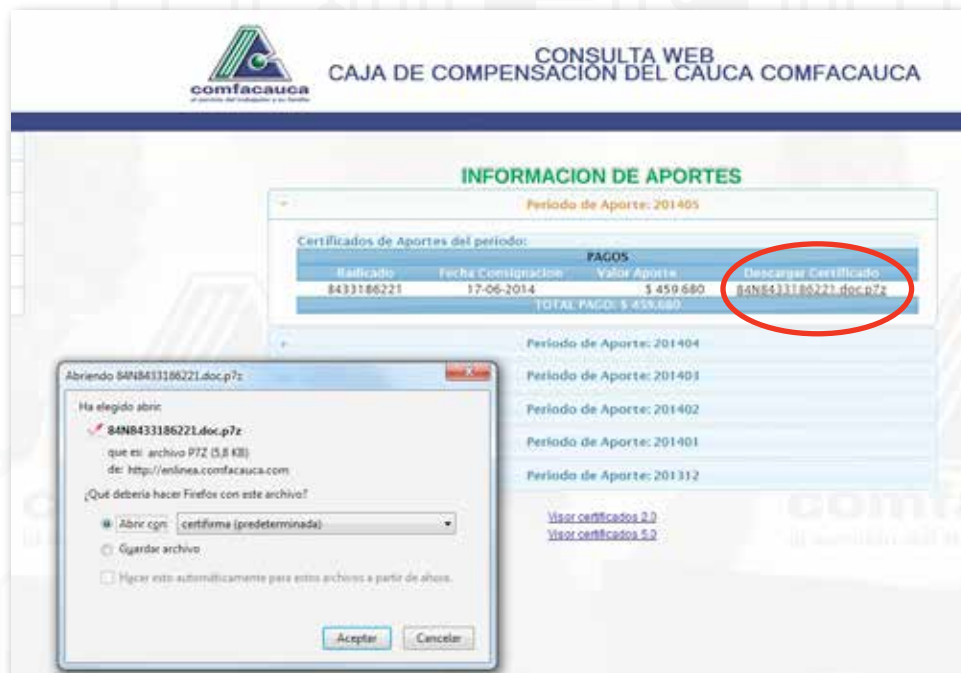 comfacauca
CONSULTA WEB
CAJA DE COMPENSACIÓN DEL CAUCA COMFACAUCA
INFORMACION DE APORTES
Periodo de Aporte: 201405
Certificados de Aportes del periodo:
PAGOS
Radicado Fecha Consignacion Valor Aporte Descargar Certificado
8433186221 17-06-2014 $ 459.680 84N8433186221.doc.p7z
TOTAL PAGO: $ 459.680
Periodo de Aporte: 201404
Periodo de Aporte: 201403
Periodo de Aporte: 201402
Periodo de Aporte: 201401
Periodo de Aporte: 201312
Visor certificados 2.0
Visor certificados 5.0
Abriendo 84N8433186221.doc.p7z
Ha elegido abrir:
84N8433186221.doc.p7z
que es: archivo P7Z (5,8 KB)
de: http://enlinea.comfacauca.com
¿Qué debería hacer Firefox con este archivo?
Abrir con: certifirma (predeterminada)
Guardar archivo
Hacer esto automáticamente para estos archivos a partir de ahora.
Aceptar Cancelar